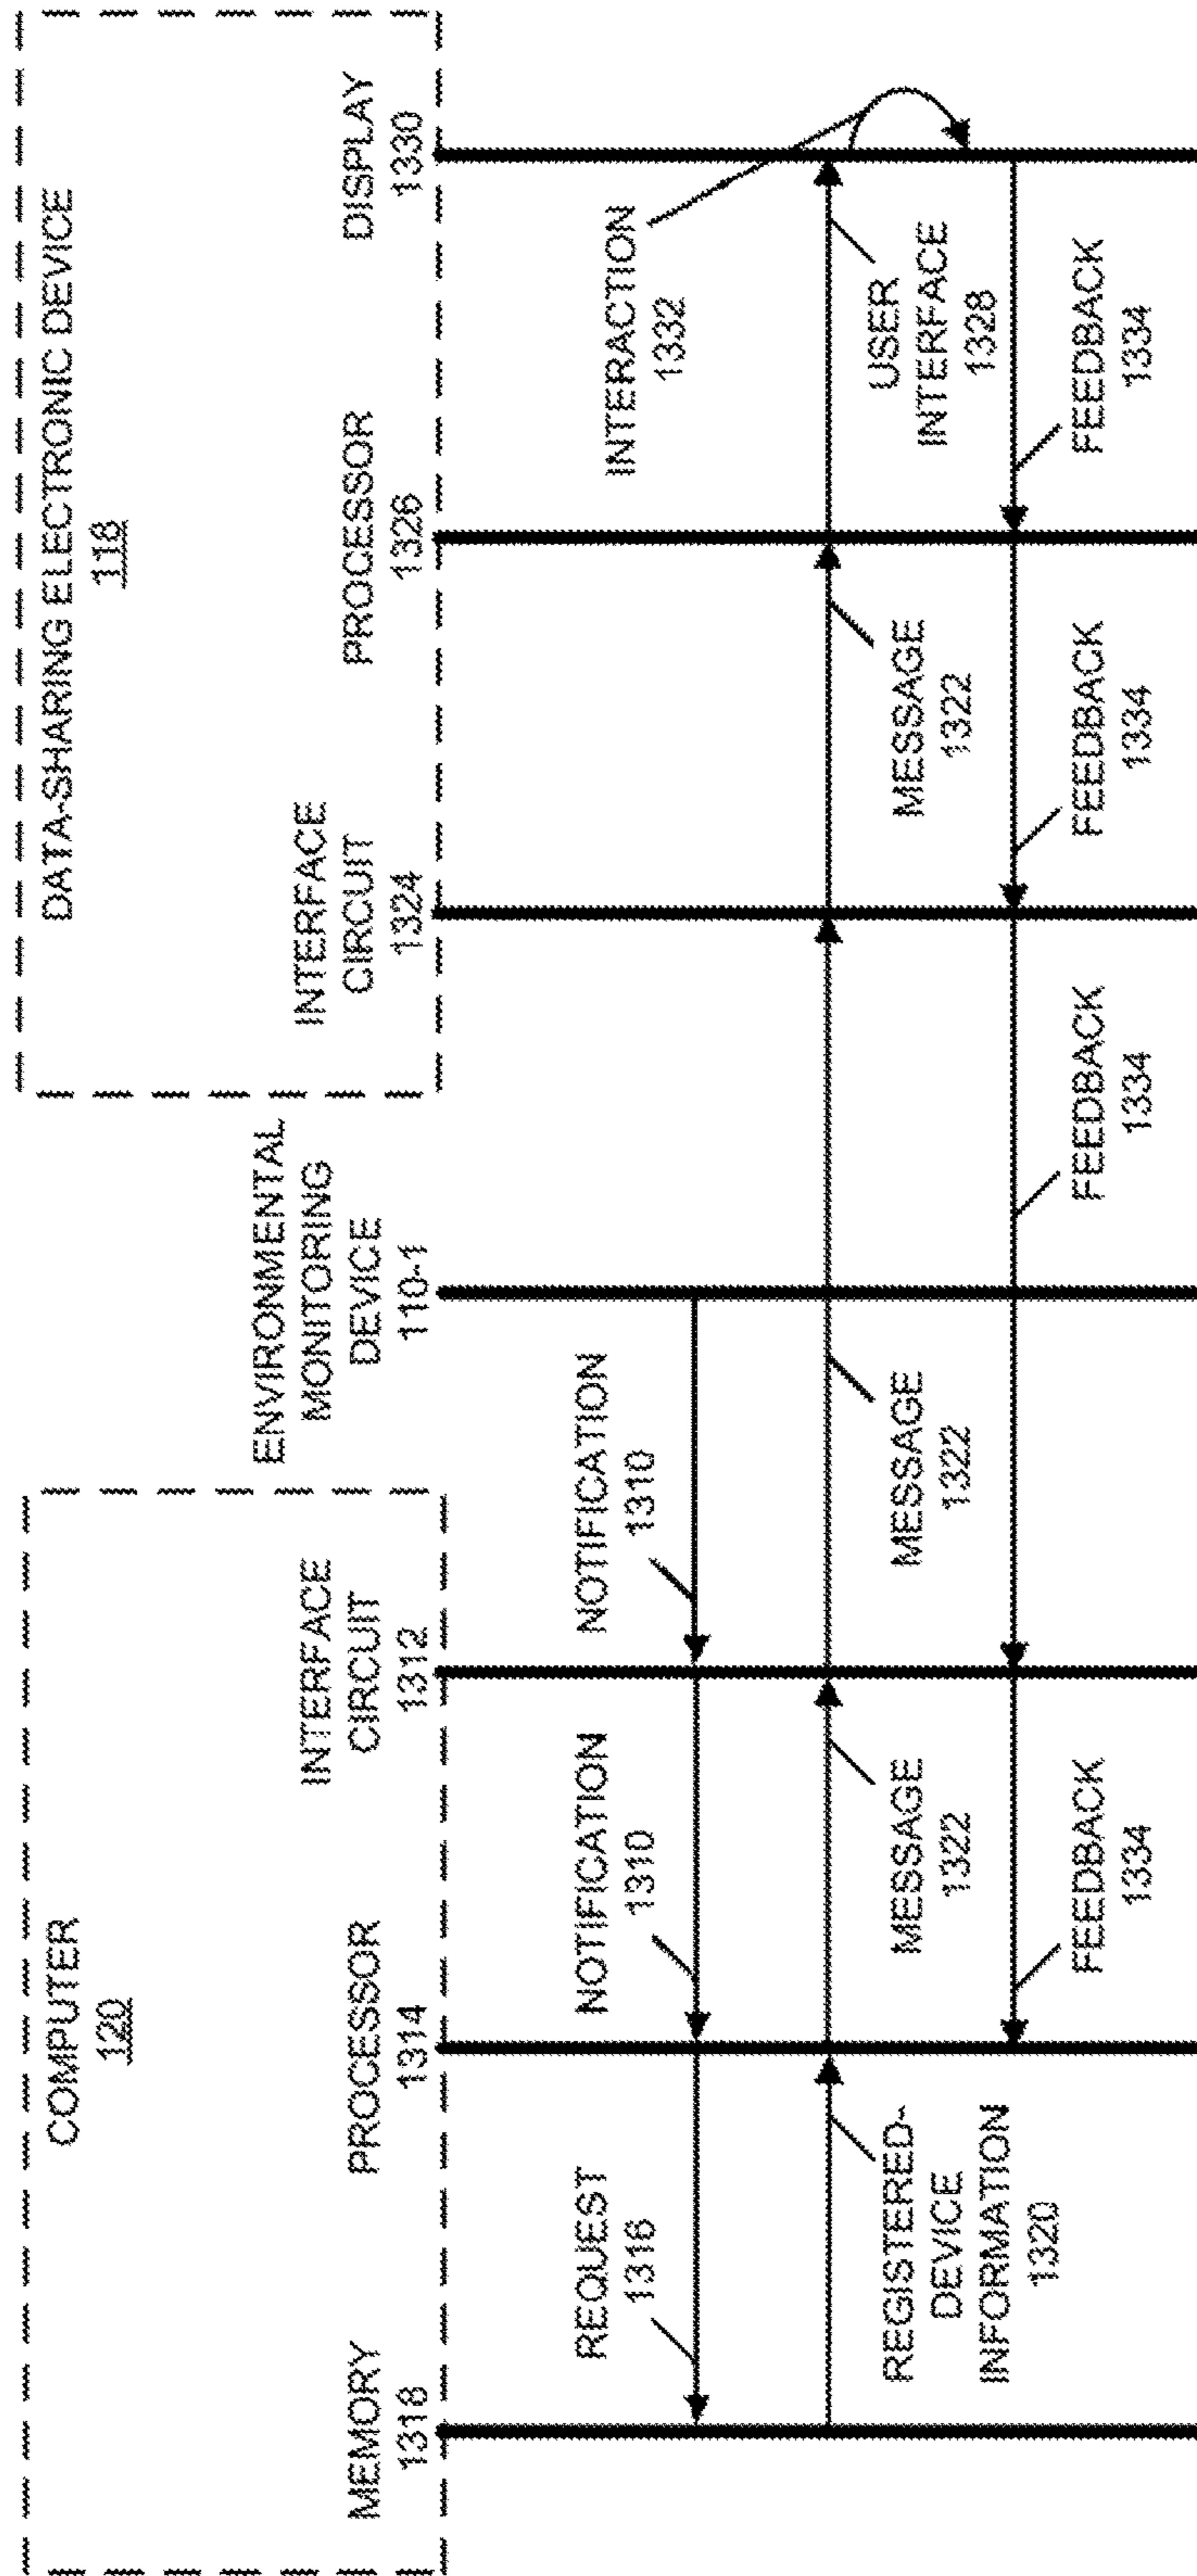 COMPUTER
120
MEMORY
1318
PROCESSOR
1314
INTERFACE
CIRCUIT
1312
ENVIRONMENTAL
MONITORING
DEVICE
110-1
DATA-SHARING ELECTRONIC DEVICE
118
INTERFACE
CIRCUIT
1324
PROCESSOR
1326
DISPLAY
1330
REQUEST
1316
NOTIFICATION
1310
NOTIFICATION
1310
INTERACTION
1332
REGISTERED-
DEVICE
INFORMATION
1320
MESSAGE
1322
MESSAGE
1322
MESSAGE
1322
USER
INTERFACE
1328
FEEDBACK
1334
FEEDBACK
1334
FEEDBACK
1334
FEEDBACK
1334